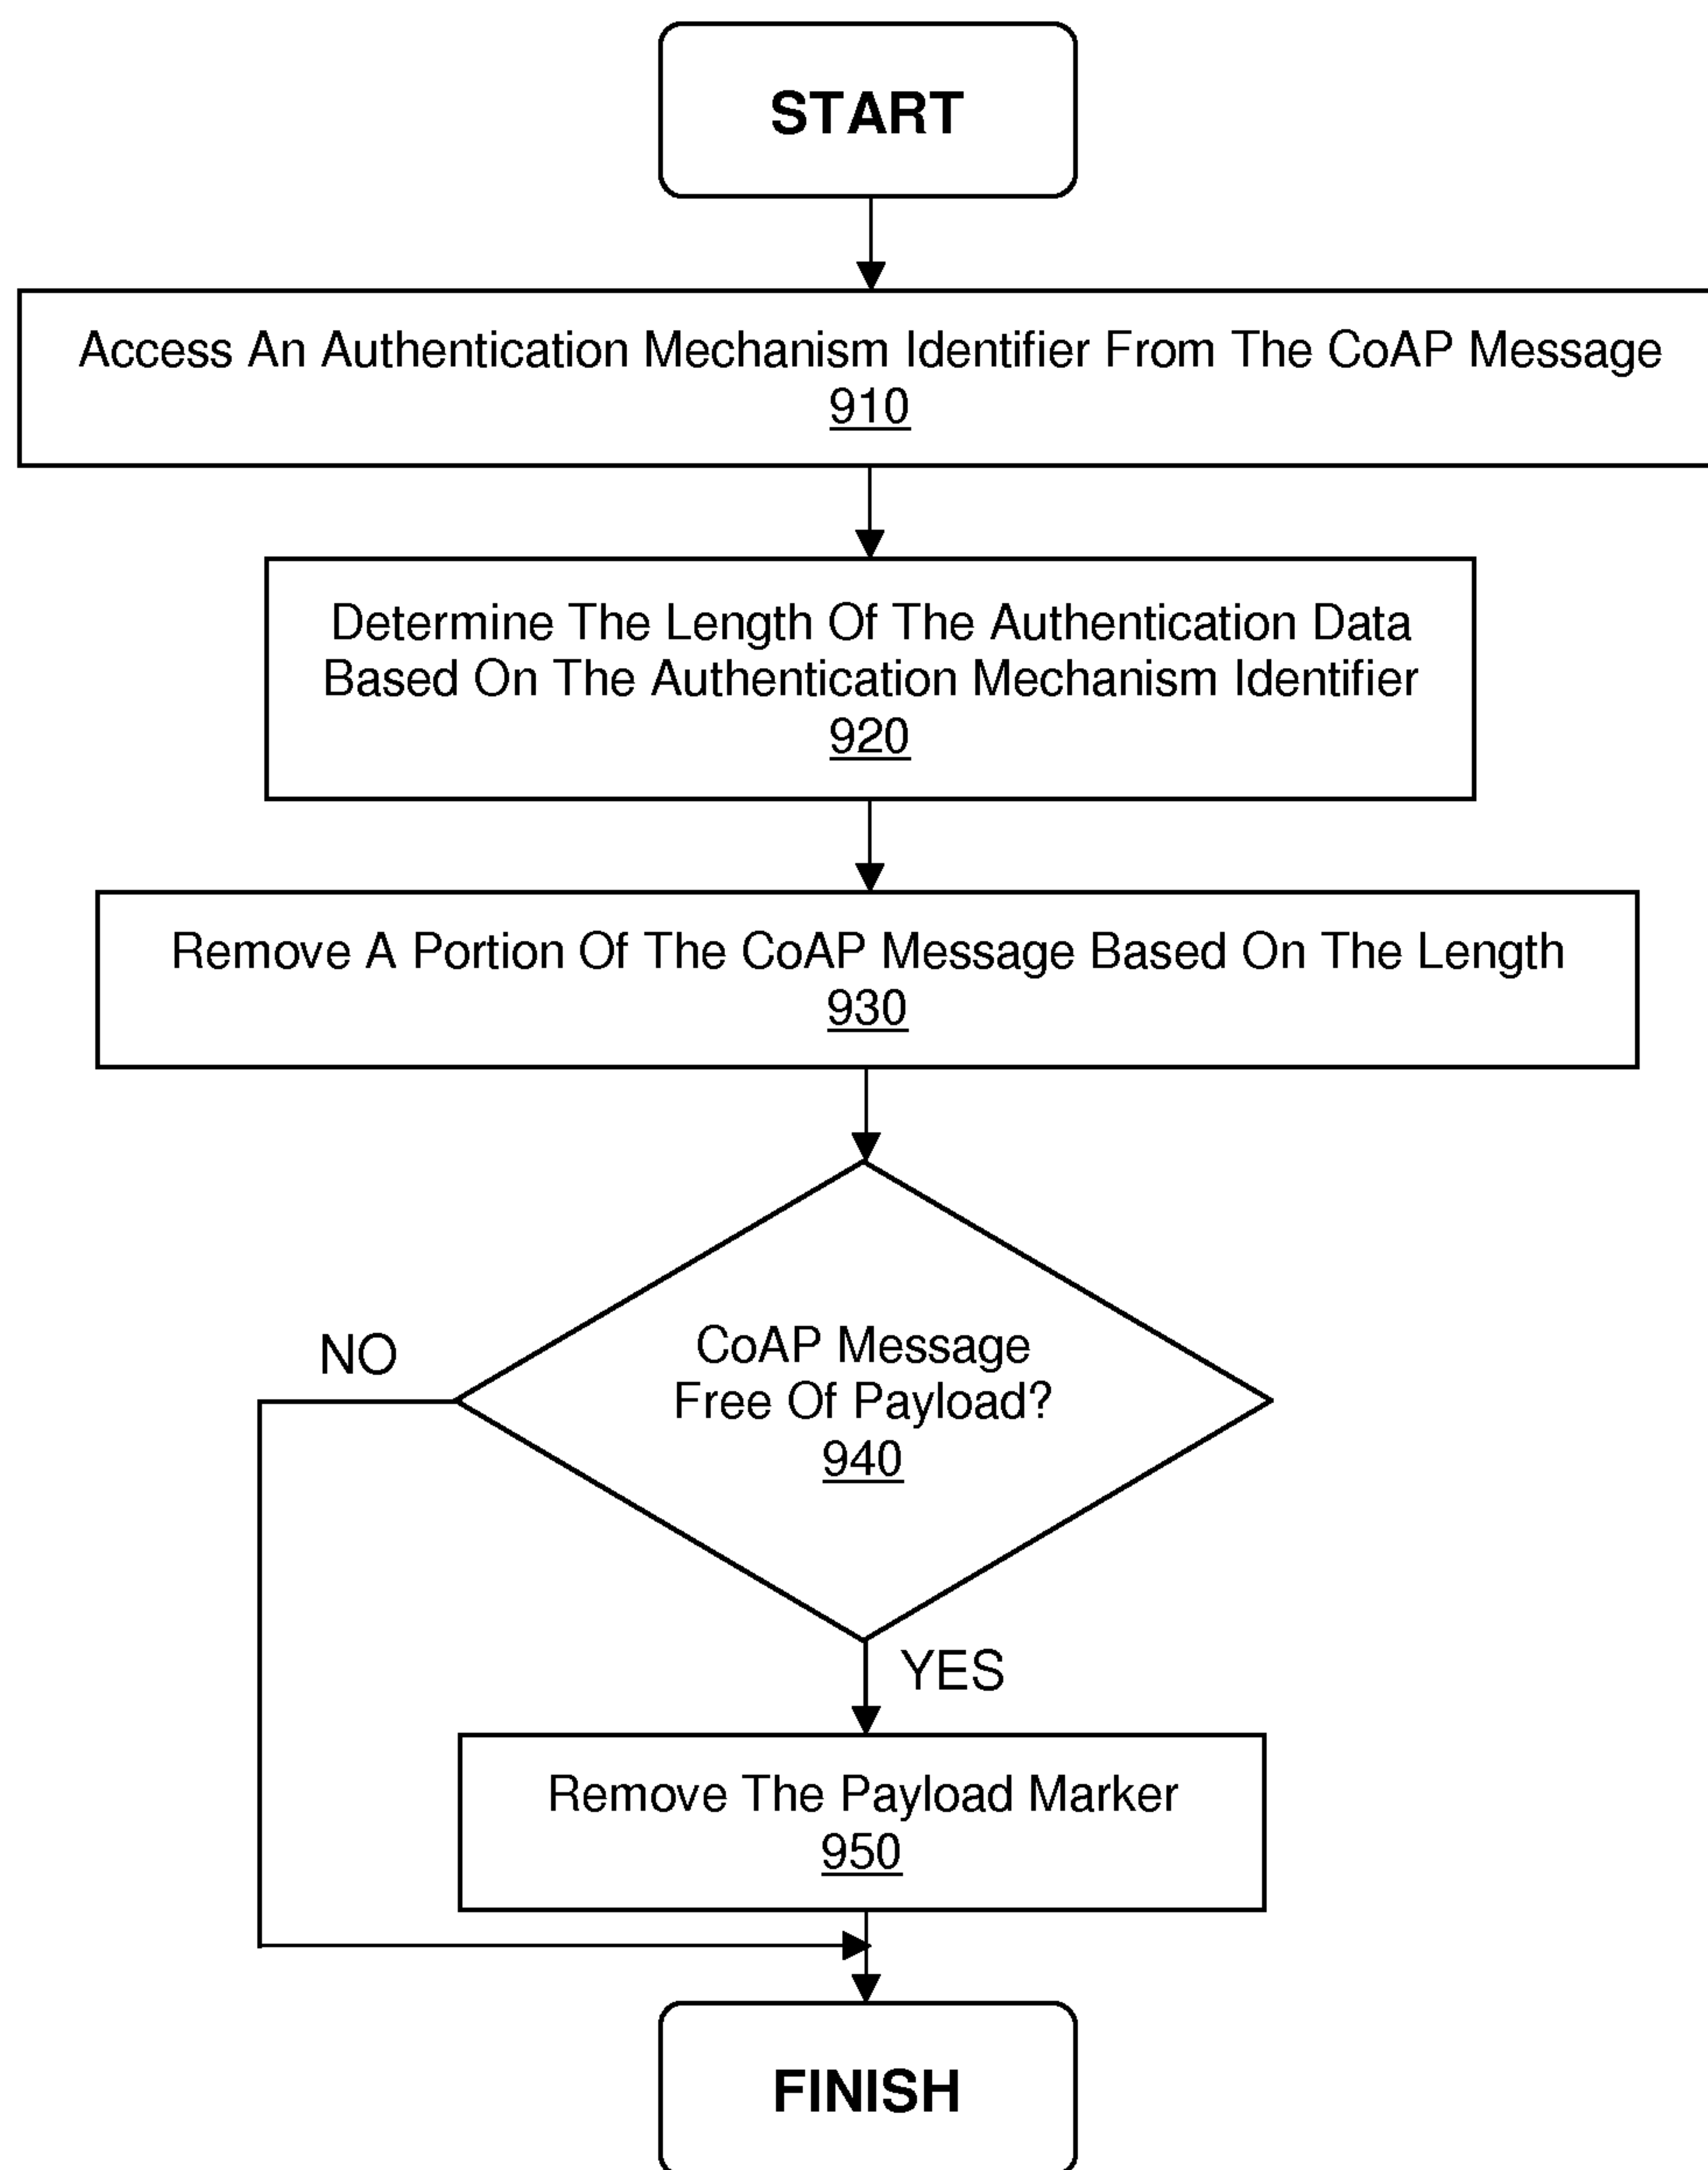 START
Access An Authentication Mechanism Identifier From The CoAP Message
910
Determine The Length Of The Authentication Data
Based On The Authentication Mechanism Identifier
920
Remove A Portion Of The CoAP Message Based On The Length
930
CoAP Message
Free Of Payload?
940
NO
YES
Remove The Payload Marker
950
FINISH